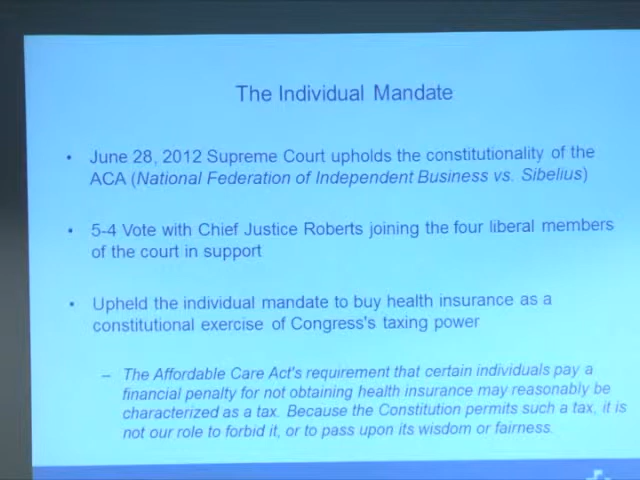 The Individual Mandate
• June 28, 2012 Supreme Court upholds the constitutionality of the
ACA (National Federation of Independent Business vs. Sibelius)
• 5-4 Vote with Chief Justice Roberts joining the four liberal members
of the court in support
• Upheld the individual mandate to buy health insurance as a
constitutional exercise of Congress's taxing power
– The Affordable Care Act's requirement that certain individuals pay a
financial penalty for not obtaining health insurance may reasonably be
characterized as a tax. Because the Constitution permits such a tax, it is
not our role to forbid it, or to pass upon its wisdom or fairness.